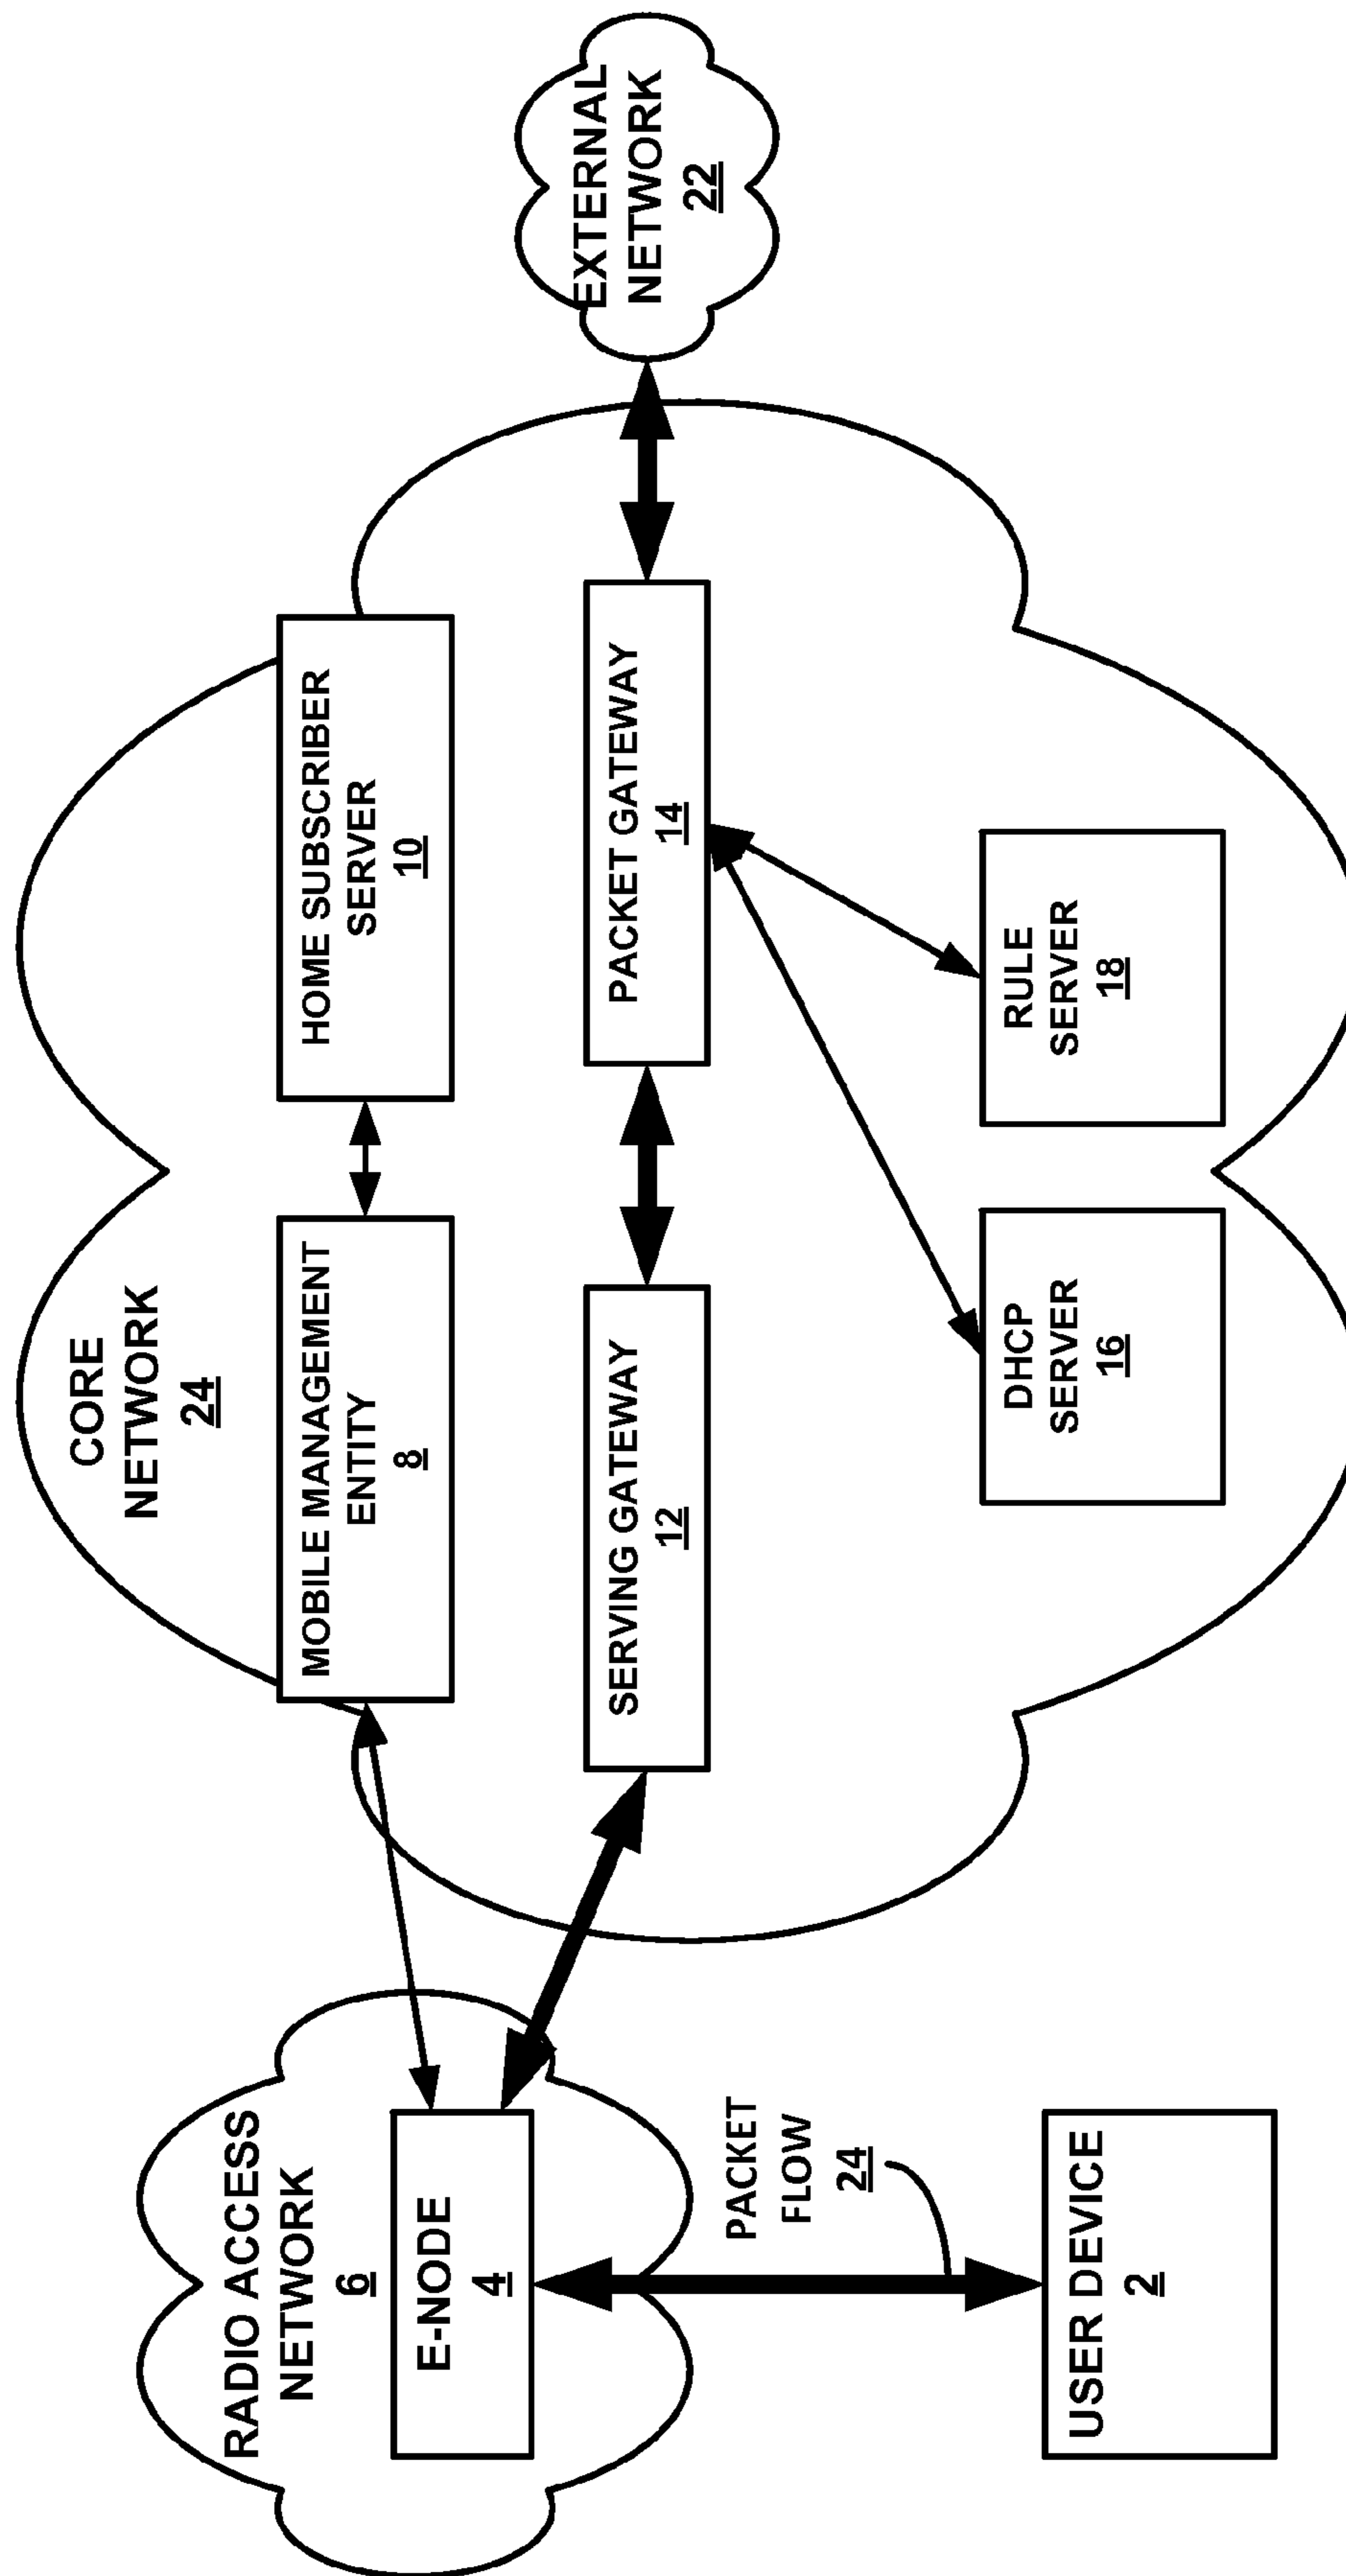 CORE
NETWORK
24
RADIO ACCESS
NETWORK
6
E-NODE
4
MOBILE MANAGEMENT
ENTITY
8
HOME SUBSCRIBER
SERVER
10
SERVING GATEWAY
12
PACKET GATEWAY
14
EXTERNAL
NETWORK
22
PACKET
FLOW
24
USER DEVICE
2
DHCP
SERVER
16
RULE
SERVER
18